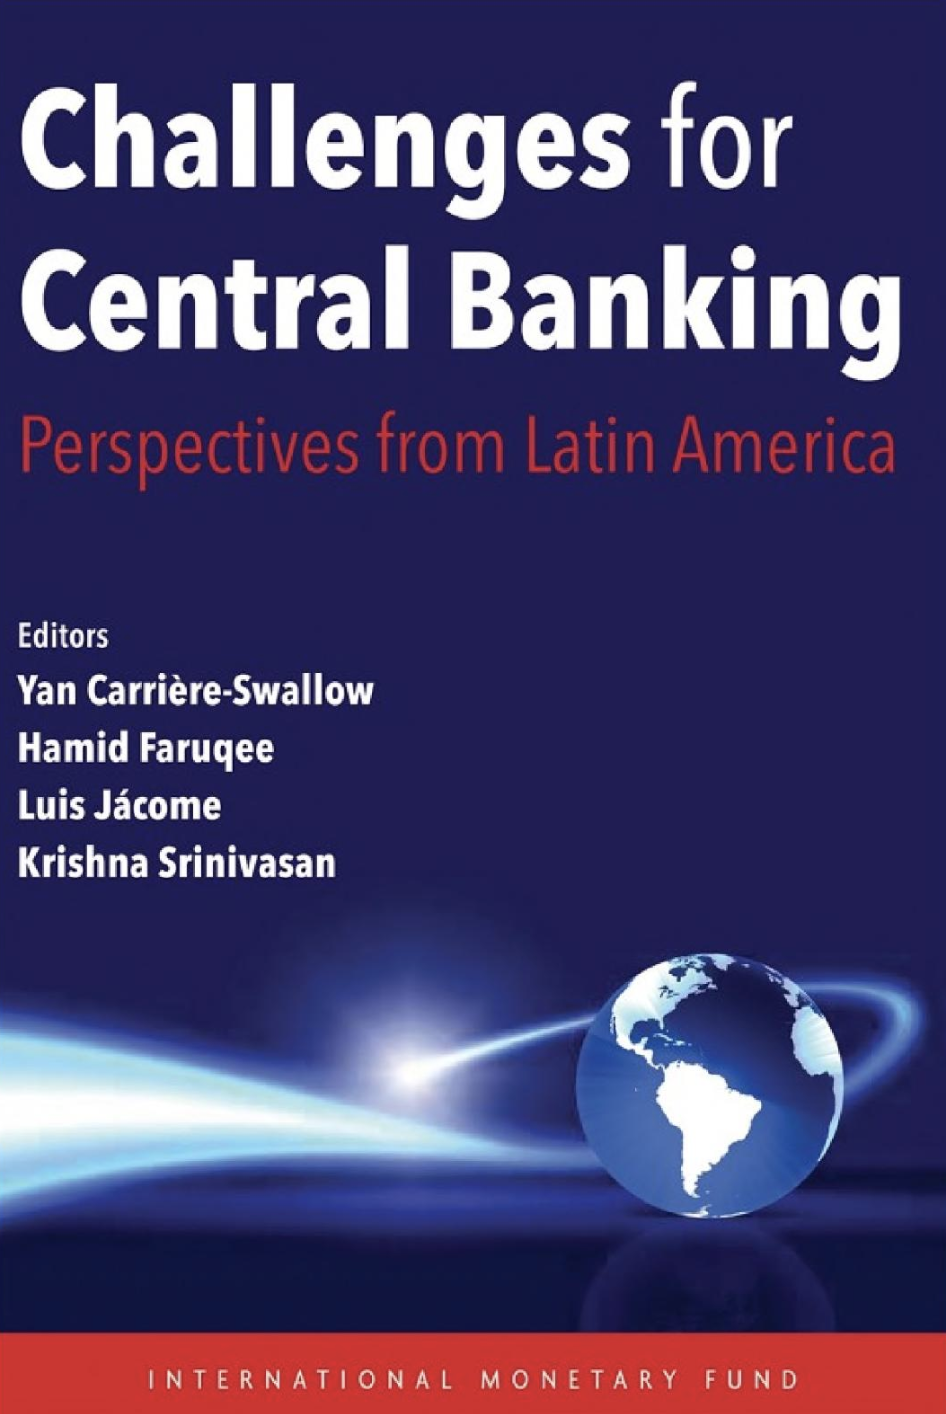 Challenges for
Central Banking
Perspectives from Latin America
Editors
Yan Carrière-Swallow
Hamid Faruqee
Luis Jácome
Krishna Srinivasan
INTERNATIONAL MONETARY FUND